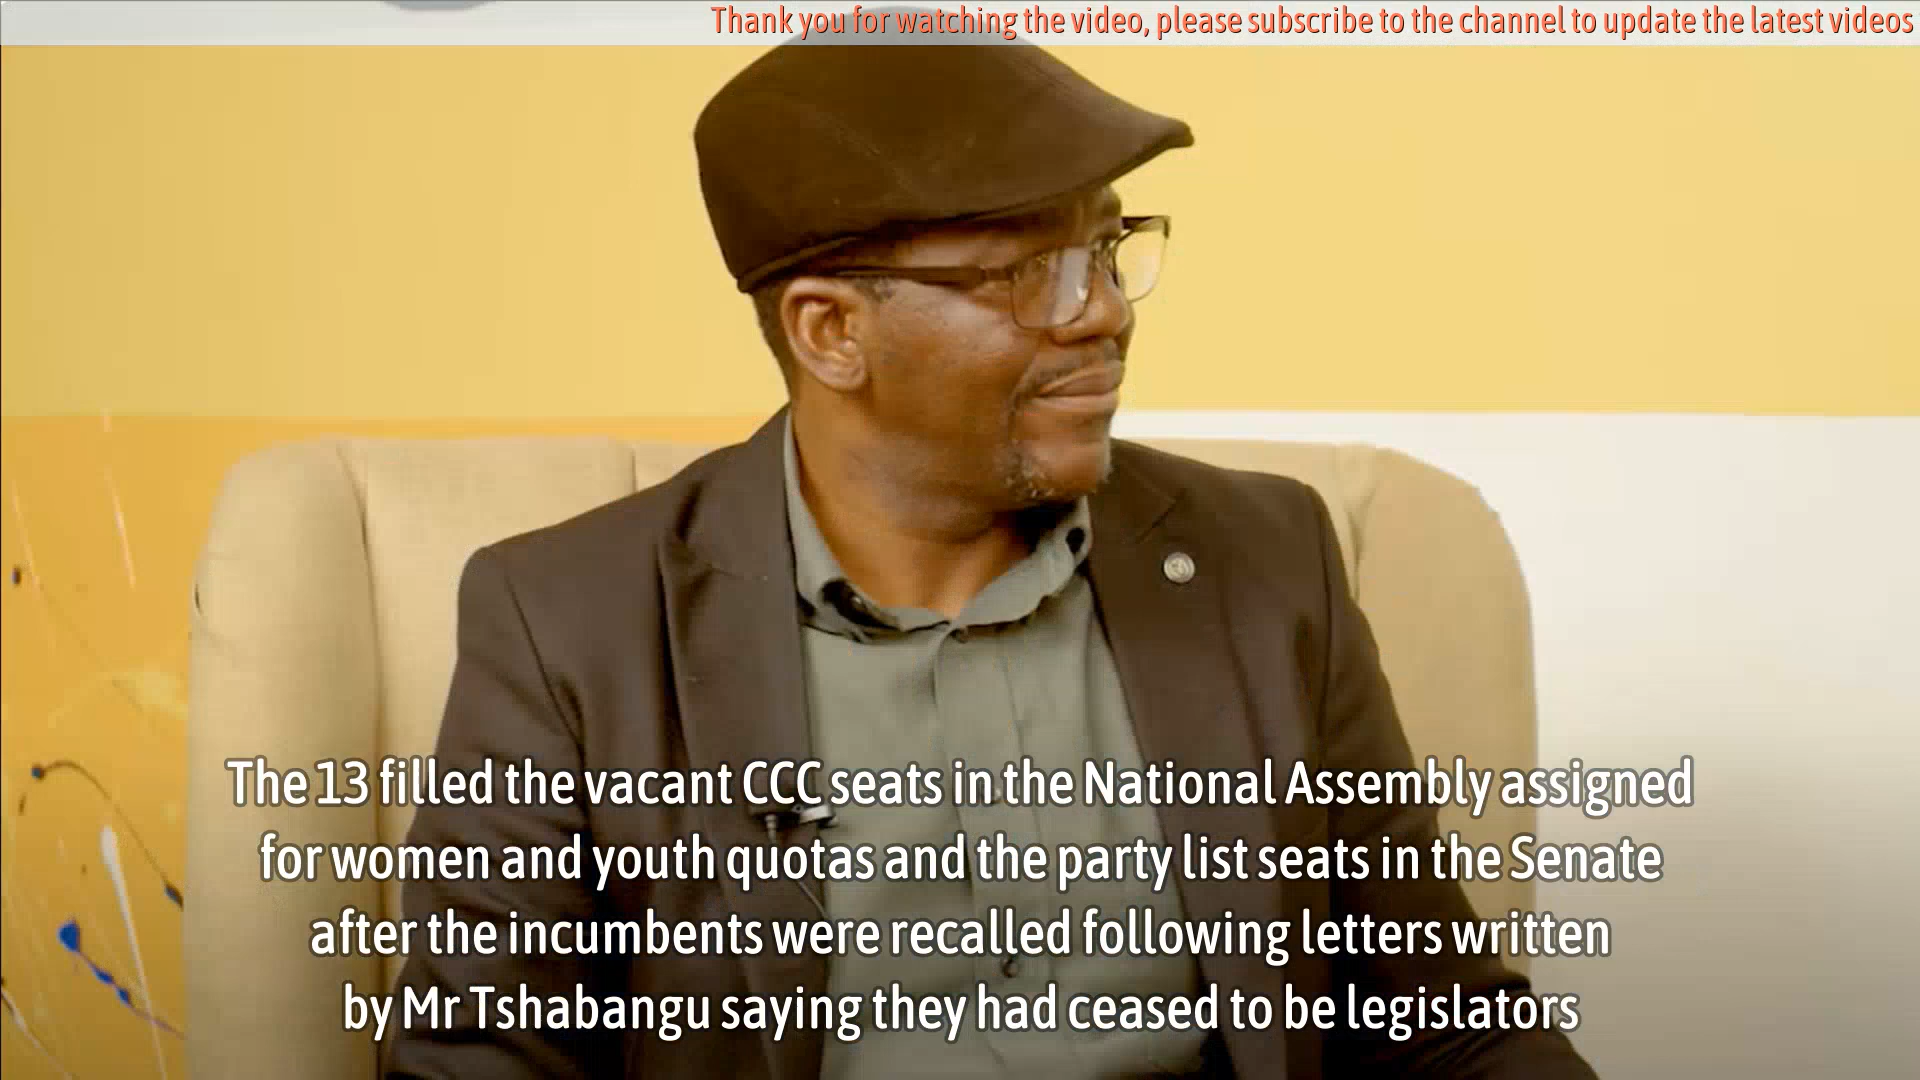 Thank you for watching the video, please subscribe to the channel to update the latest videos
The 13 filled the vacant CCC seats in the National Assembly assigned
for women and youth quotas and the party list seats in the Senate
after the incumbents were recalled following letters written
by Mr Tshabangu saying they had ceased to be legislators